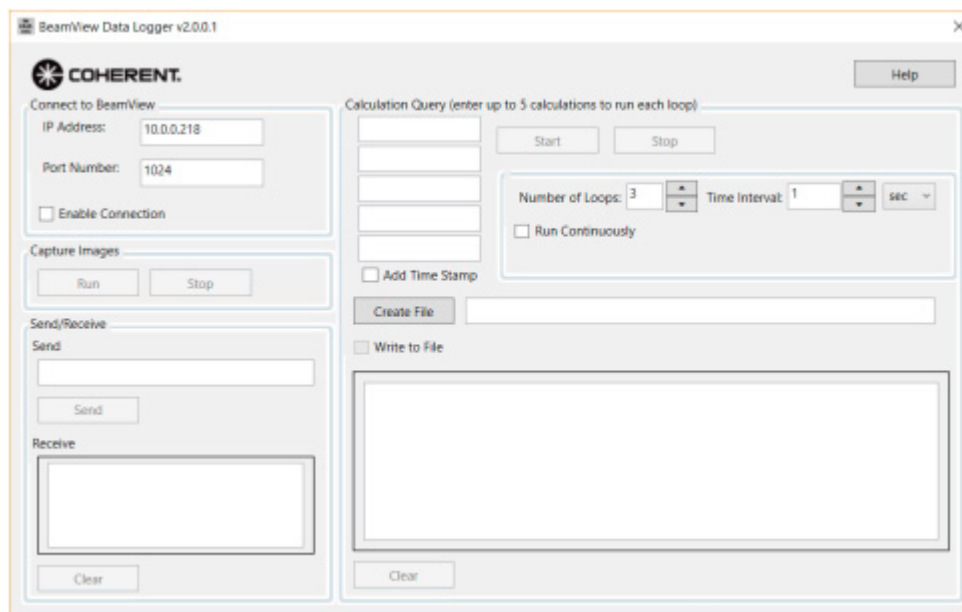 BeamView Data Logger v2.0.0.1
COHERENT.
Help
Connect to BeamView
IP Address: 10.0.0.218
Port Number: 1024
Enable Connection
Capture Images
Run Stop
Send/Receive
Send
Send
Receive
Clear
Calculation Query (enter up to 5 calculations to run each loop)
Start Stop
Number of Loops: 3 Time Interval: 1 sec
Run Continuously
Add Time Stamp
Create File
Write to File
Clear